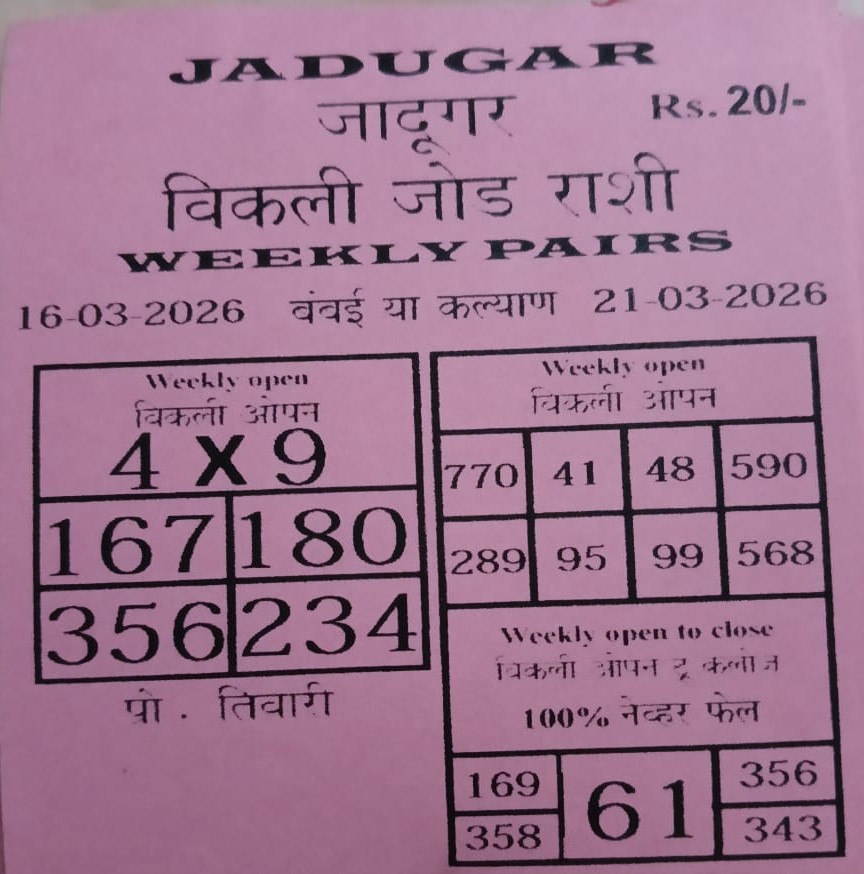 JADUGAR
जादूगर Rs. 20/-
विकली जोड राशी
WEEKLY PAIRS
16-03-2026 बंबई या कल्याण 21-03-2026
Weekly open
विकली ओपन
4 X 9
167 180
356 234
प्रो . तिवारी
Weekly open
विकली ओपन
770 41 48 590
289 95 99 568
Weekly open to close
विकली ओपन टू क्लोज
100% नेव्हर फेल
169 61 356
358 343